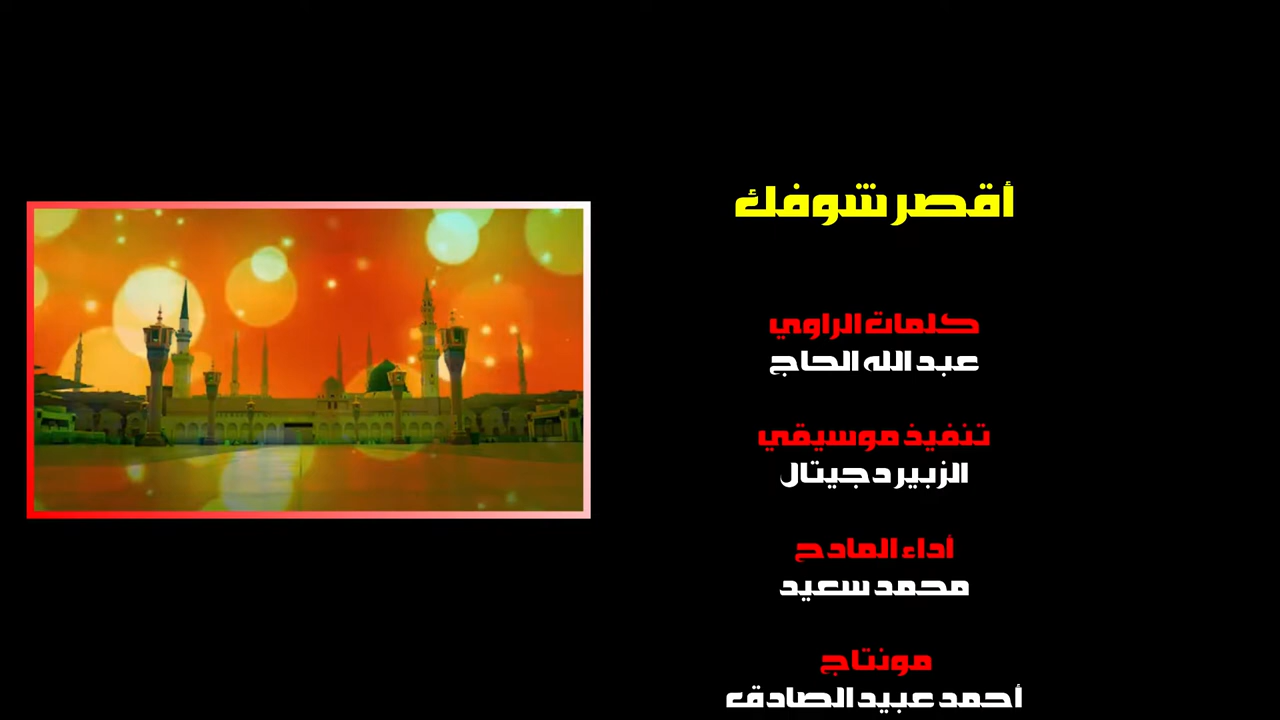 أقصر شوفك
كلمات الراوي
عبد الله الحاج
تنفيذ موسيقي
الزبير دجيتال
أداء المادح
محمد سعيد
مونتاج
أحمد عبيد الصادق